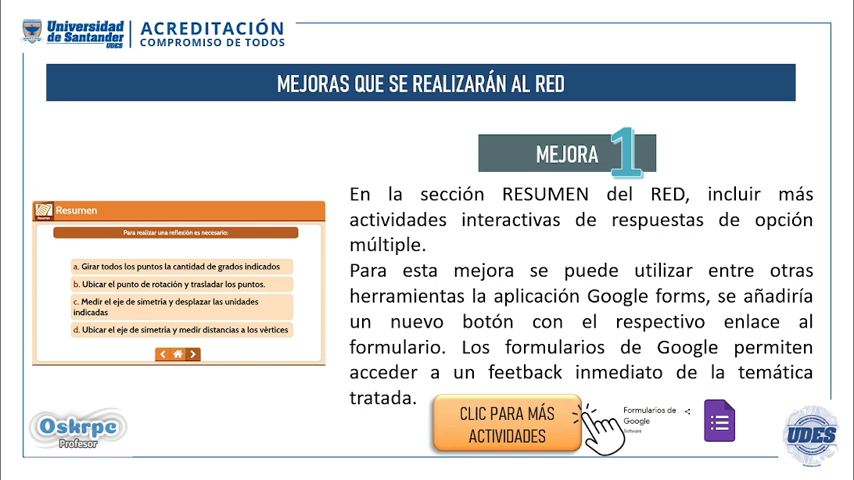 Universidad
de Santander
UDES
ACREDITACIÓN
COMPROMISO DE TODOS
MEJORAS QUE SE REALIZARÁN AL RED
MEJORA 1
En la sección RESUMEN del RED, incluir más
actividades interactivas de respuestas de opción
múltiple.
Para esta mejora se puede utilizar entre otras
herramientas la aplicación Google forms, se añadiría
un nuevo botón con el respectivo enlace al
formulario. Los formularios de Google permiten
acceder a un feetback inmediato de la temática
tratada.
Resumen
Resumen
Para realizar una reflexión es necesario:
a. Girar todos los puntos la cantidad de grados indicados
b. Ubicar el punto de rotación y trasladar los puntos.
c. Medir el eje de simetria y desplazar las unidades
indicadas
d. Ubicar el eje de simetria y medir distancias a los vértices
CLIC PARA MÁS
ACTIVIDADES
Formularios de
Google
Software
Oskrpc
Profesor
UDES